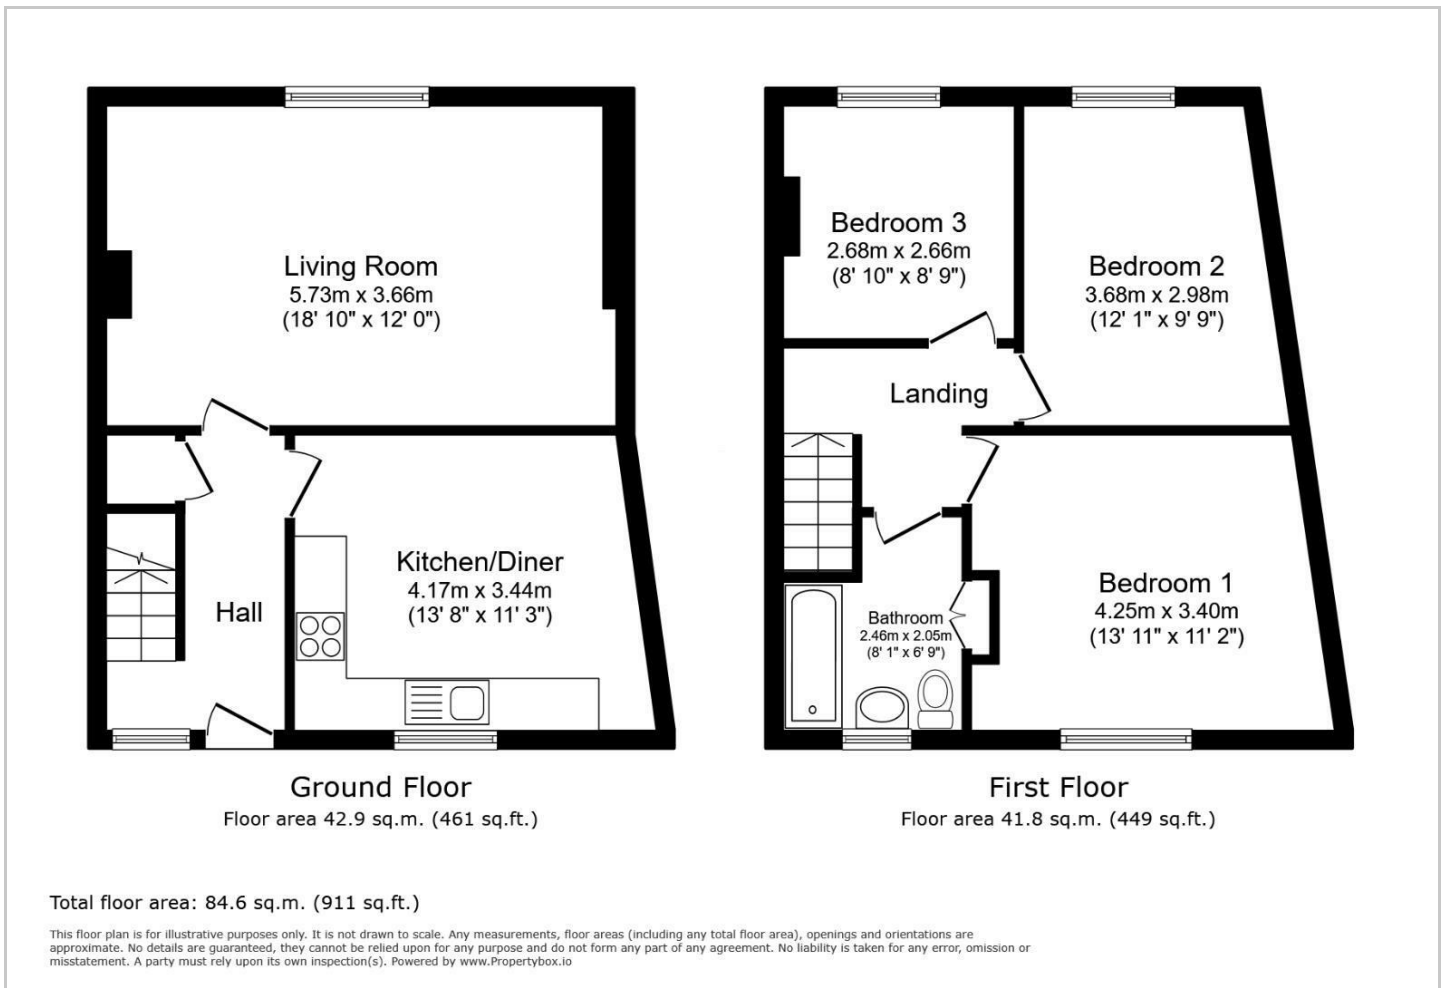 Living Room
5.73m x 3.66m
(18' 10" x 12' 0")
Kitchen/Diner
4.17m x 3.44m
(13' 8" x 11' 3")
Hall
Ground Floor
Floor area 42.9 sq.m. (461 sq.ft.)
Bedroom 3
2.68m x 2.66m
(8' 10" x 8' 9")
Bedroom 2
3.68m x 2.98m
(12' 1" x 9' 9")
Landing
Bedroom 1
4.25m x 3.40m
(13' 11" x 11' 2")
Bathroom
2.46m x 2.05m
(8' 1" x 6' 9")
First Floor
Floor area 41.8 sq.m. (449 sq.ft.)
Total floor area: 84.6 sq.m. (911 sq.ft.)
This floor plan is for illustrative purposes only. It is not drawn to scale. Any measurements, floor areas (including any total floor area), openings and orientations are
approximate. No details are guaranteed, they cannot be relied upon for any purpose and do not form any part of any agreement. No liability is taken for any error, omission or
misstatement. A party must rely upon its own inspection(s). Powered by www.Propertybox.io